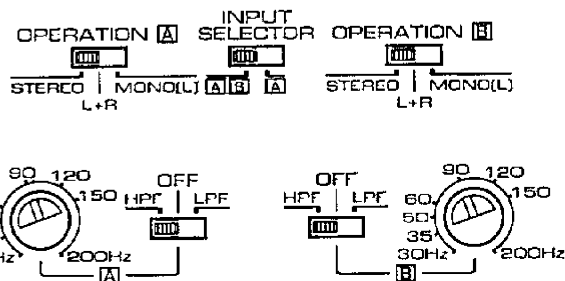 INPUT
OPERATION A SELECTOR OPERATION B
STEREO MONO(L) A B A STEREO MONO(L)
L+R L+R
90 120 OFF OFF 90 120
150 HPF LPF HPF LPF 60 150
50
35
Hz 200Hz 30Hz 200Hz
A B